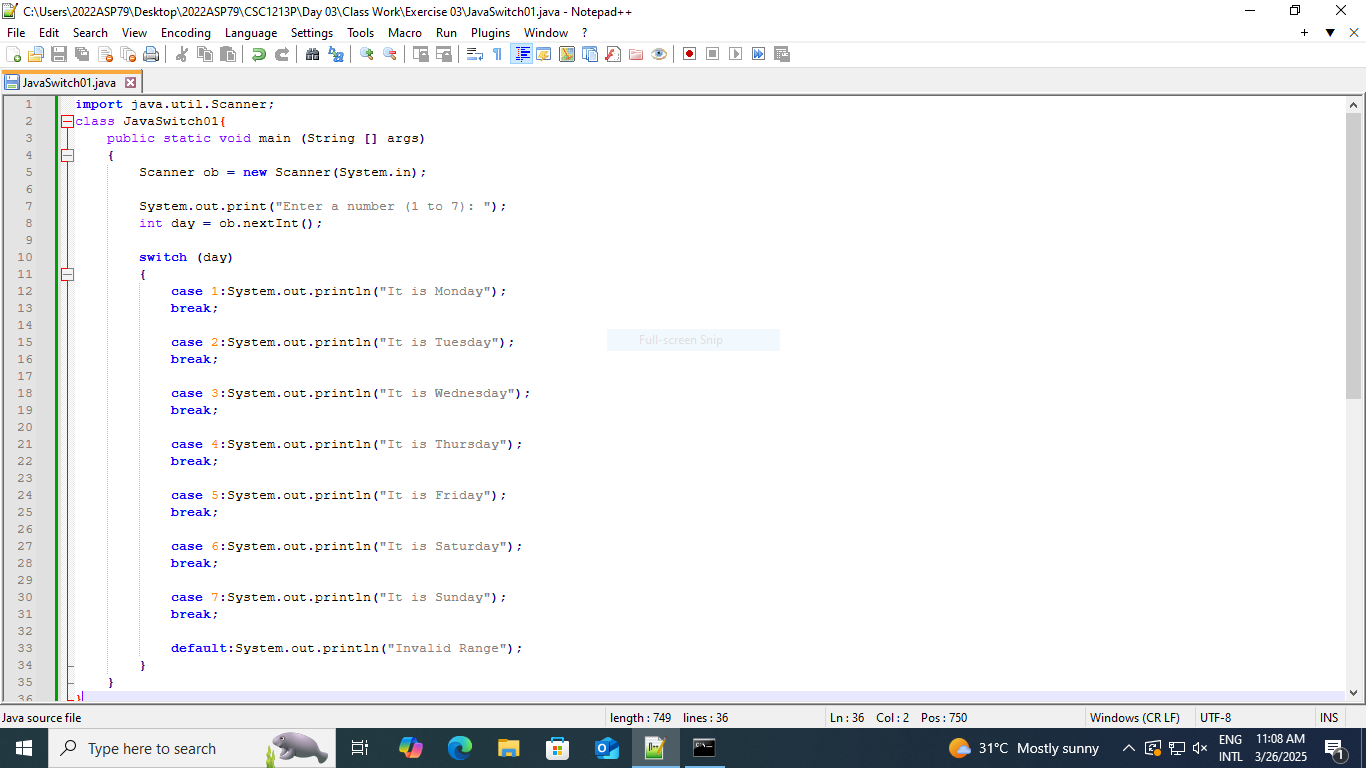 C:\Users\2022ASP79\Desktop\2022ASP79\CSC1213P\Day 03\Class Work\Exercise 03\JavaSwitch01.java - Notepad++
File Edit Search View Encoding Language Settings Tools Macro Run Plugins Window ?
JavaSwitch01.java
1 import java.util.Scanner;
2 class JavaSwitch01{
3 public static void main (String [] args)
4 {
5 Scanner ob = new Scanner(System.in);
6
7 System.out.print("Enter a number (1 to 7): ");
8 int day = ob.nextInt();
9
10 switch (day)
11 {
12 case 1:System.out.println("It is Monday");
13 break;
14
15 case 2:System.out.println("It is Tuesday");
16 break;
17
18 case 3:System.out.println("It is Wednesday");
19 break;
20
21 case 4:System.out.println("It is Thursday");
22 break;
23
24 case 5:System.out.println("It is Friday");
25 break;
26
27 case 6:System.out.println("It is Saturday");
28 break;
29
30 case 7:System.out.println("It is Sunday");
31 break;
32
33 default:System.out.println("Invalid Range");
34 }
35 }
36 }
Full-screen Snip
Java source file length : 749 lines : 36 Ln : 36 Col : 2 Pos : 750 Windows (CR LF) UTF-8 INS
Type here to search 31°C Mostly sunny ENG INTL 11:08 AM 3/26/2025 1